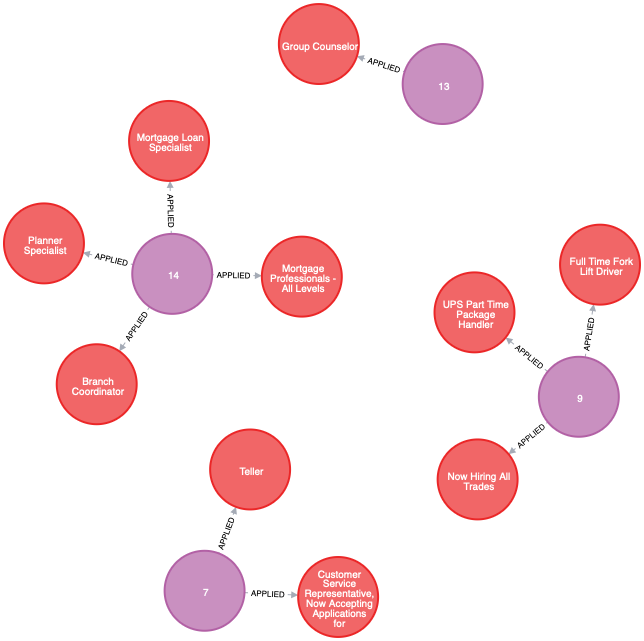 Group Counselor
APPLIED
13
Mortgage Loan
Specialist
APPLIED
Planner
Specialist
APPLIED
14
APPLIED
Mortgage
Professionals -
All Levels
APPLIED
Branch
Coordinator
Full Time Fork
Lift Driver
UPS Part Time
Package
Handler
APPLIED
APPLIED
9
APPLIED
Now Hiring All
Trades
Teller
APPLIED
7
APPLIED
Customer
Service
Representative,
Now Accepting
Applications
for